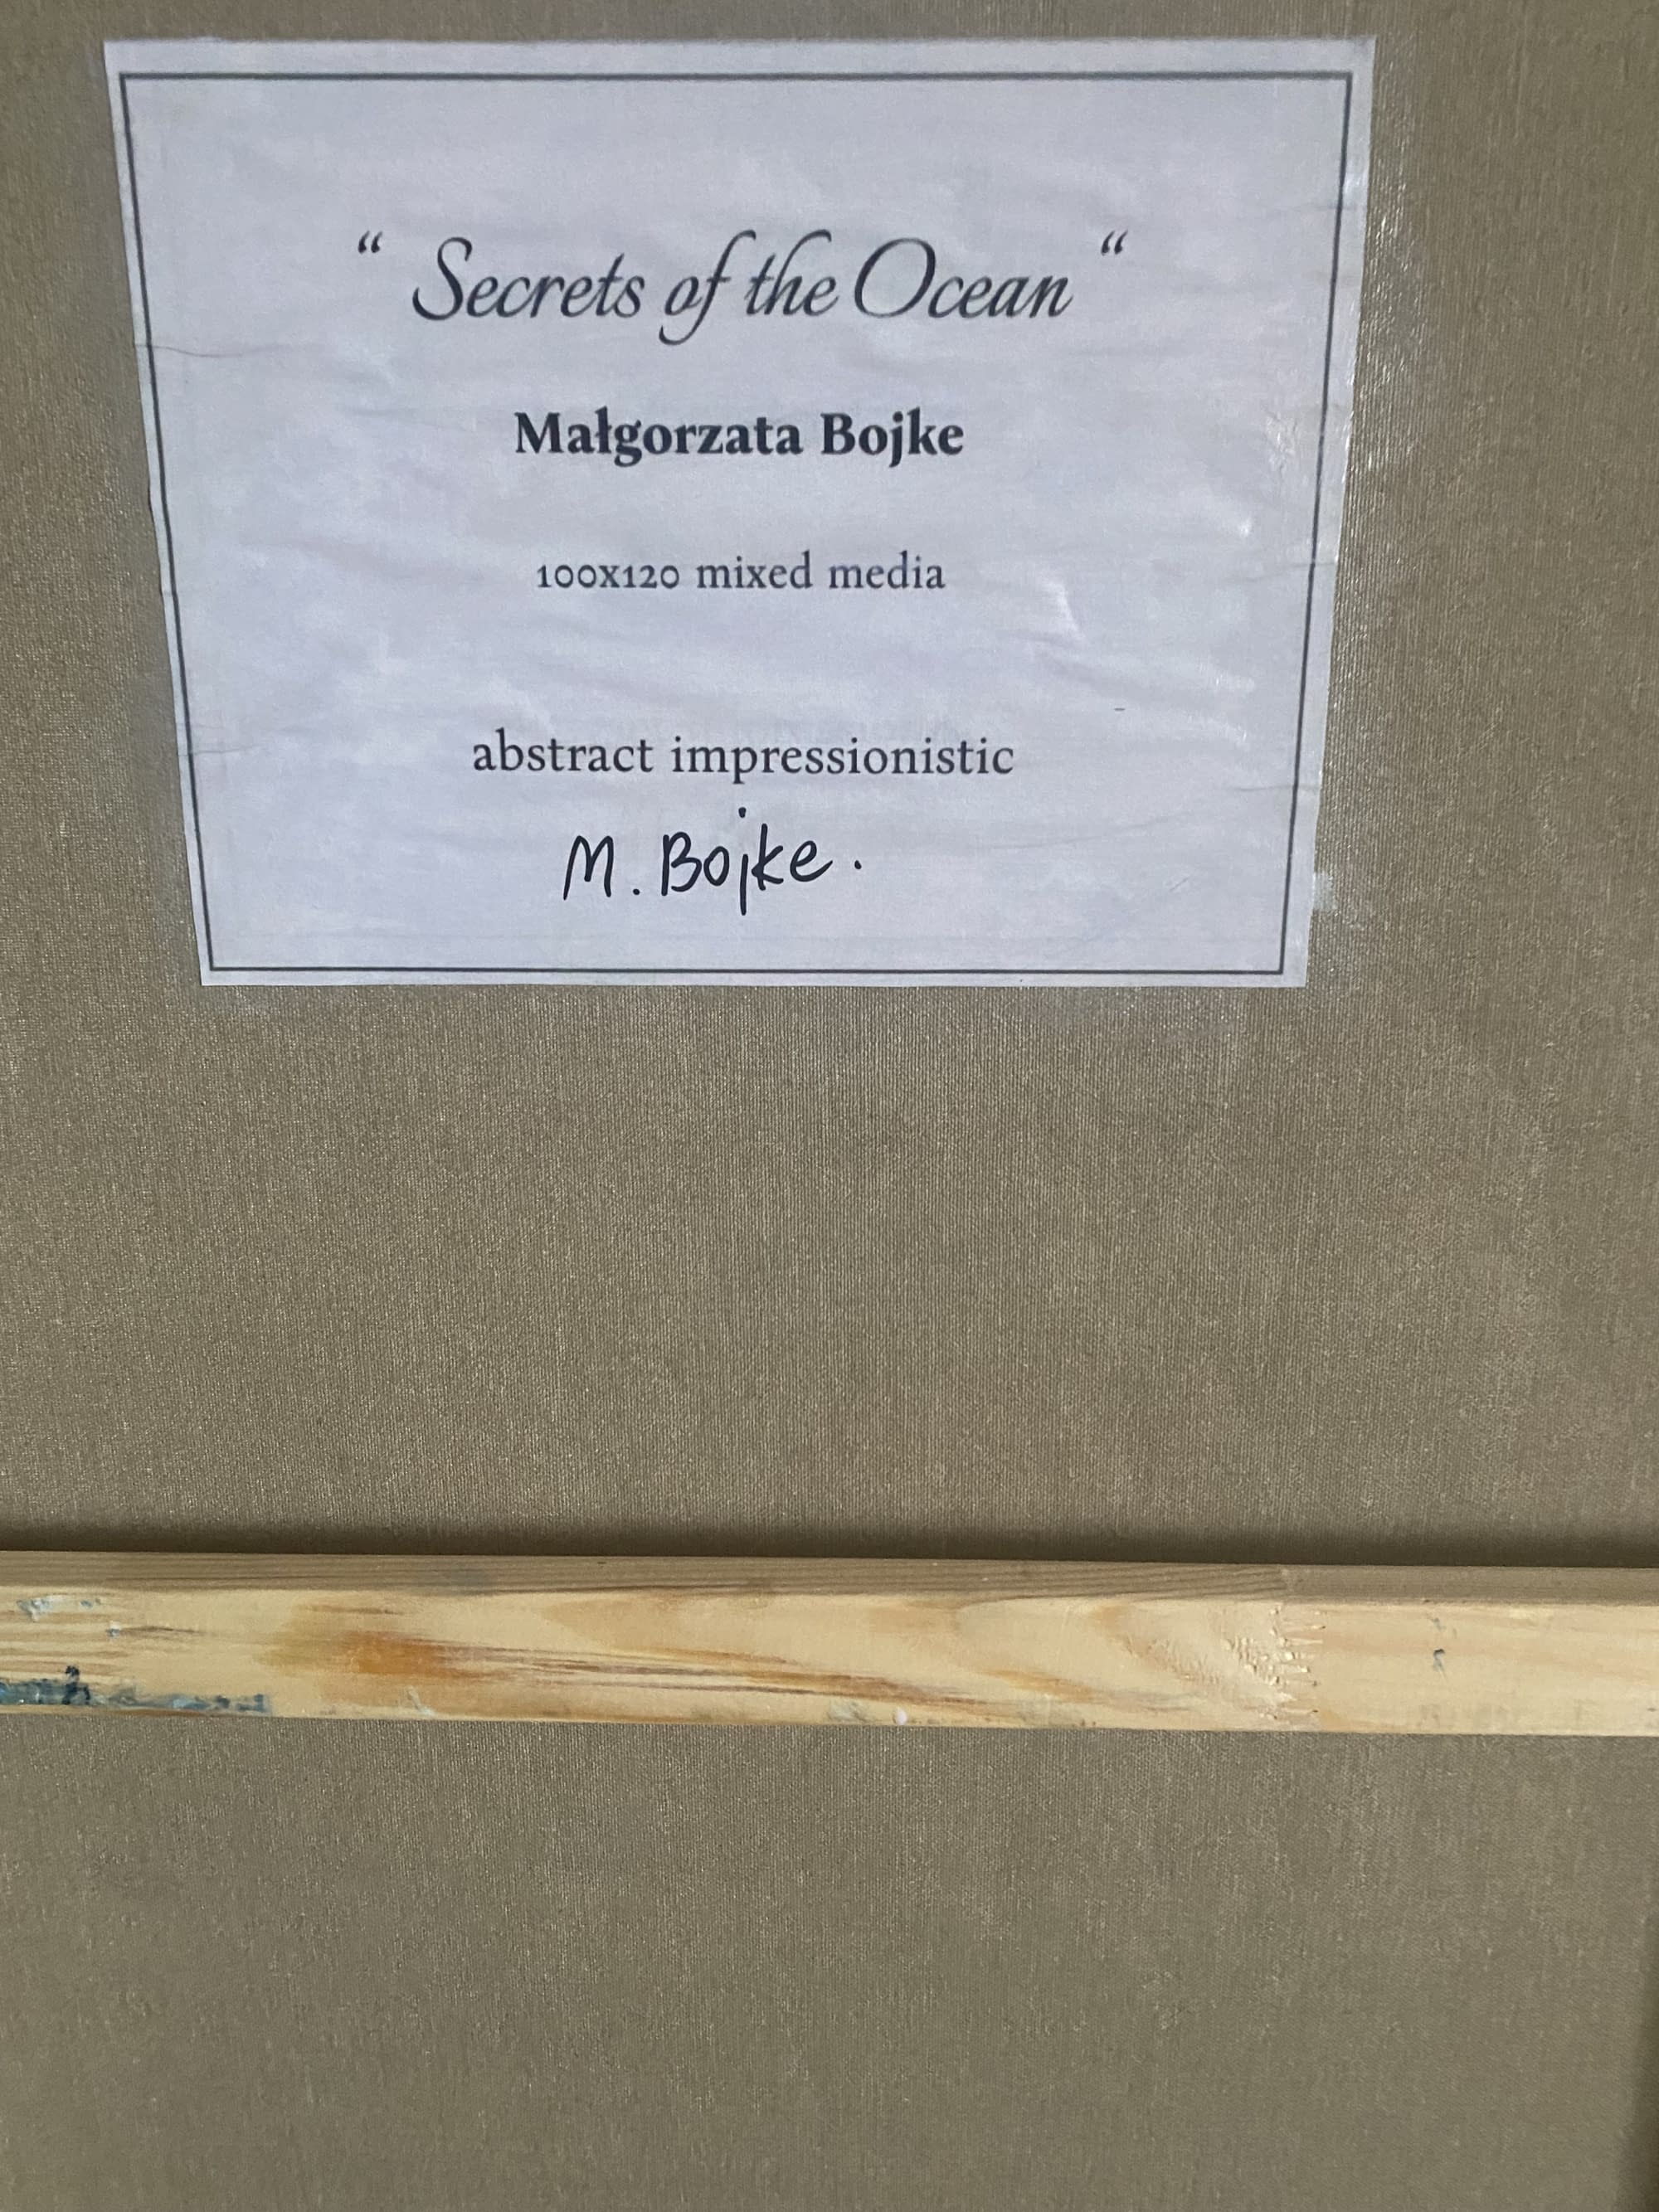 “ Secrets of the Ocean “
Małgorzata Bojke
100x120 mixed media
abstract impressionistic
M. Bojke.